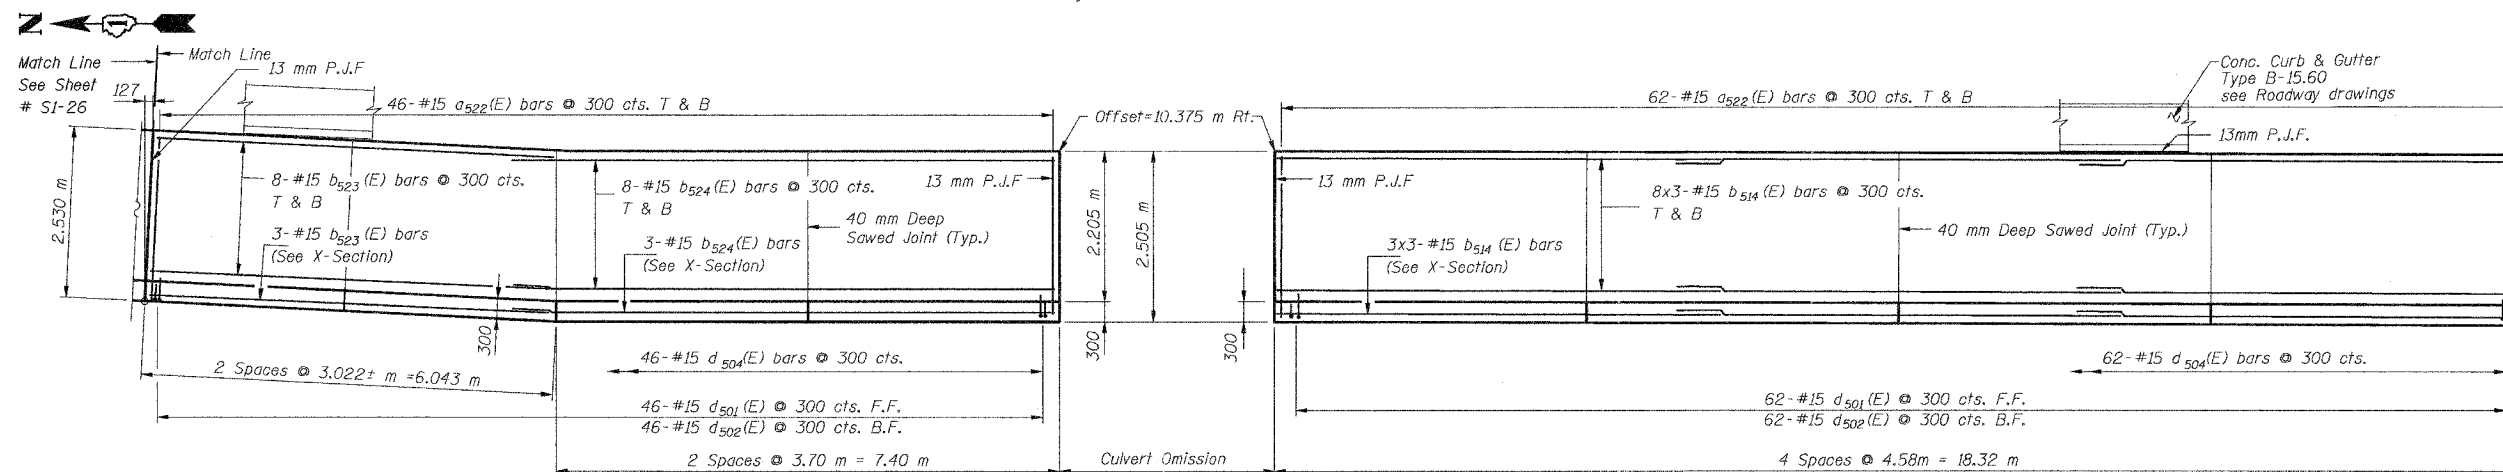 N
1
Match Line
See Sheet
# S1-26
Match Line
127
13 mm P.J.F
46-#15 a522(E) bars @ 300 cts. T & B
Offset=10.375 m Rt.
62-#15 a522(E) bars @ 300 cts. T & B
Conc. Curb & Gutter
Type B-15.60
see Roadway drawings
13mm P.J.F.
2.530 m
8-#15 b523(E) bars @ 300 cts.
T & B
3-#15 b523(E) bars
(See X-Section)
8-#15 b524(E) bars @ 300 cts.
T & B
3-#15 b524(E) bars
(See X-Section)
13 mm P.J.F
40 mm Deep
Sawed Joint (Typ.)
2.205 m
2.505 m
13 mm P.J.F
8x3-#15 b514(E) bars @ 300 cts.
T & B
3x3-#15 b514 (E) bars
(See X-Section)
40 mm Deep Sawed Joint (Typ.)
300
300
300
2 Spaces @ 3.022± m =6.043 m
46-#15 d504(E) bars @ 300 cts.
62-#15 d504(E) bars @ 300 cts.
46-#15 d501(E) @ 300 cts. F.F.
46-#15 d502(E) @ 300 cts. B.F.
62-#15 d501(E) @ 300 cts. F.F.
62-#15 d502(E) @ 300 cts. B.F.
2 Spaces @ 3.70 m = 7.40 m
Culvert Omission
4 Spaces @ 4.58m = 18.32 m